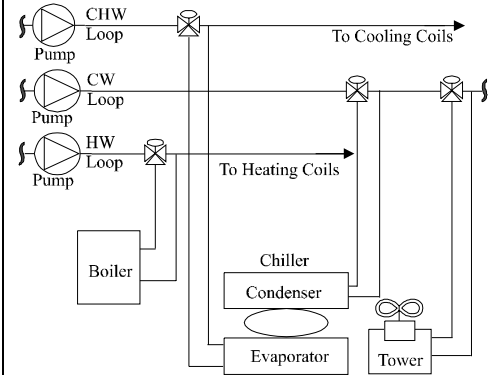 CHW
Loop
To Cooling Coils
Pump
CW
Loop
Pump
HW
Loop
To Heating Coils
Pump
Chiller
Boiler
Condenser
Evaporator
Tower